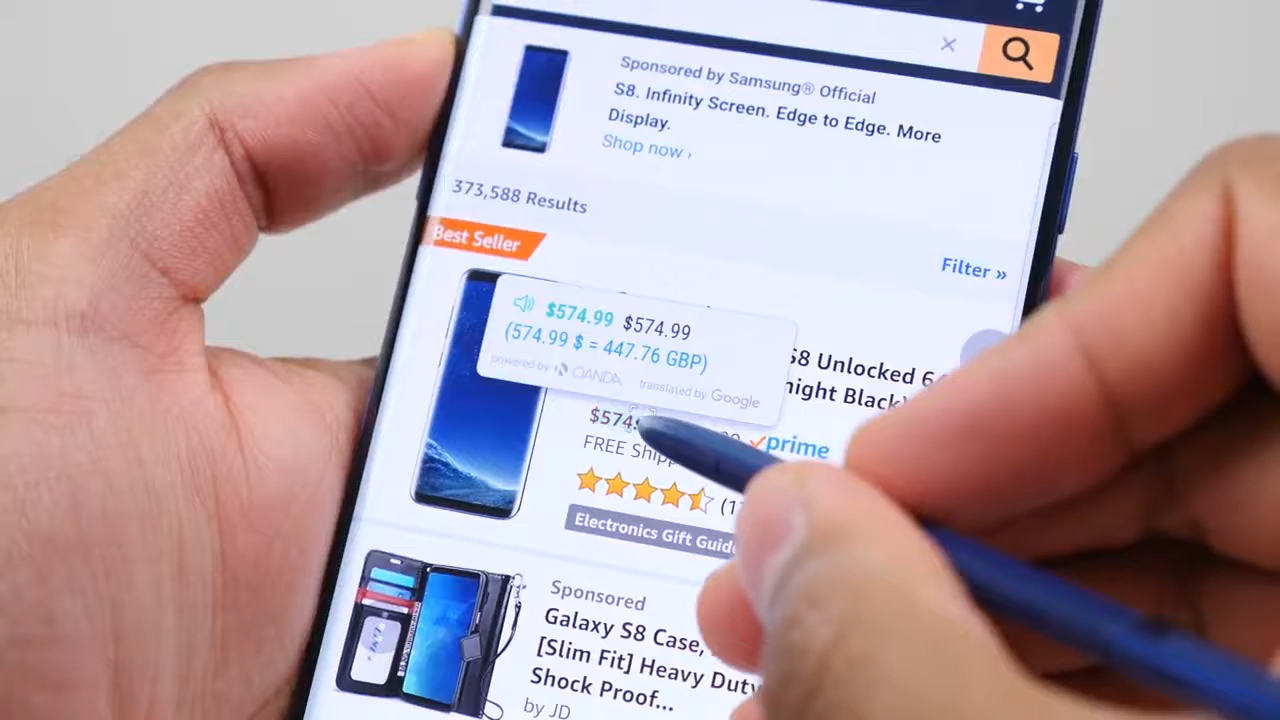 Sponsored by Samsung® Official
S8. Infinity Screen. Edge to Edge. More
Display.
Shop now ›
373,588 Results
Best Seller
Filter »
$574.99 $574.99
(574.99 $ = 447.76 GBP)
powered by OANDA translated by Google
S8 Unlocked
Black)
$574.
prime
FREE
Electronics Gift Guide
Sponsored
Galaxy S8 Case,
[Slim Fit] Heavy Duty
Shock Proof...
by JD